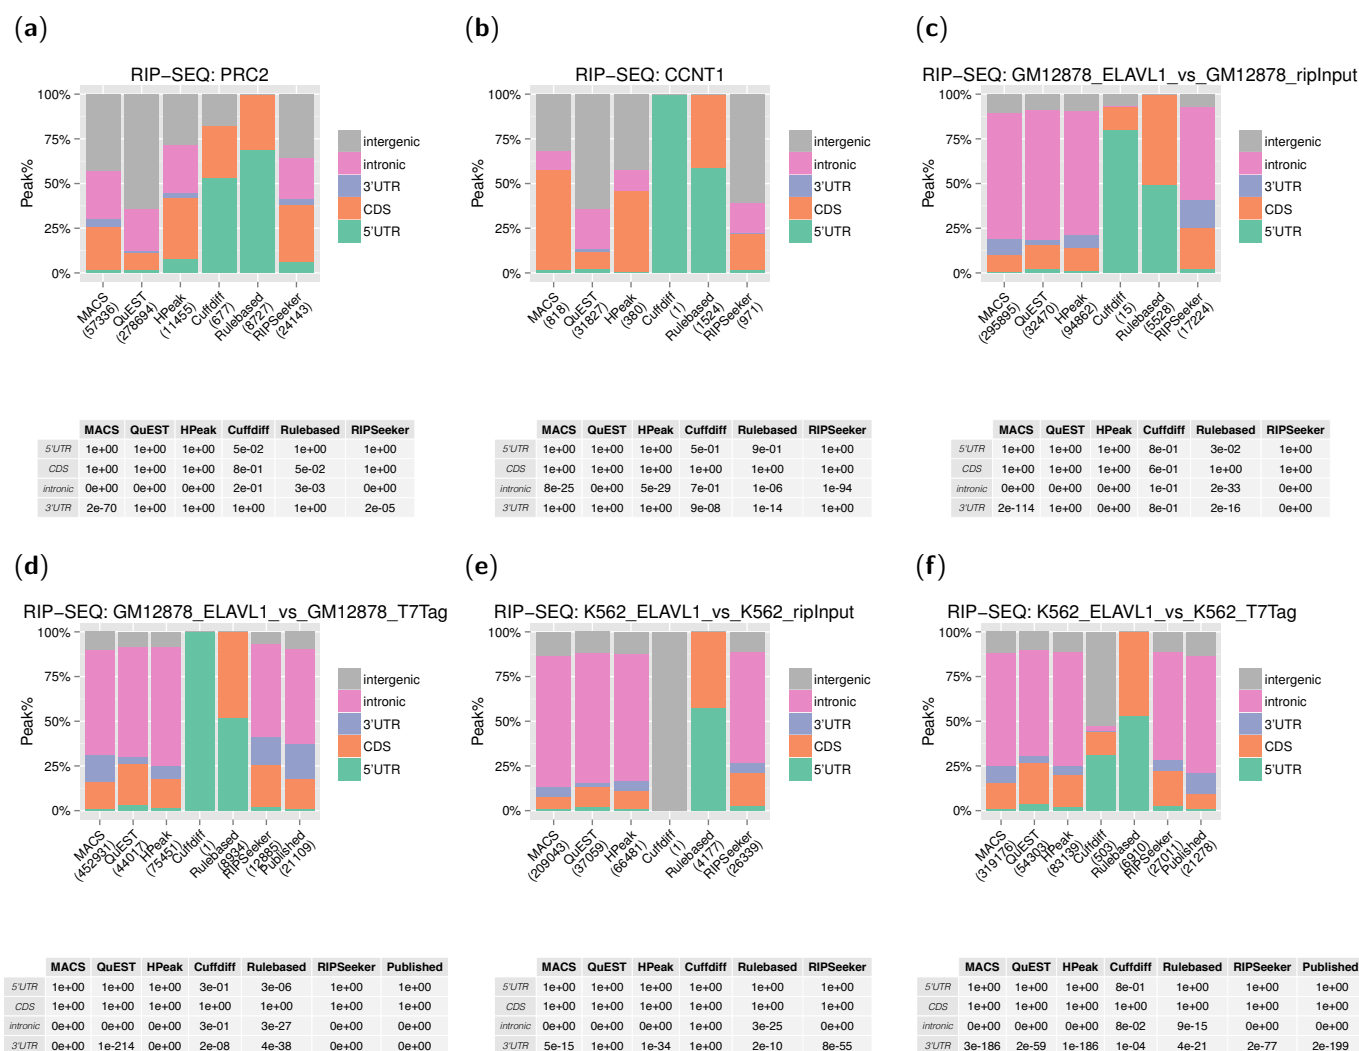 (a)
RIP−SEQ: PRC2
100%
75%
50%
25%
0%
Peak%
MACS (57336)
QuEST (278694)
HPeak (11455)
Cuffdiff (677)
Rulebased (8727)
RIPSeeker (24143)
intergenic
intronic
3'UTR
CDS
5'UTR
MACS QuEST HPeak Cuffdiff Rulebased RIPSeeker
5'UTR 1e+00 1e+00 1e+00 5e-02 1e+00 1e+00
CDS 1e+00 1e+00 1e+00 8e-01 5e-02 1e+00
intronic 0e+00 0e+00 0e+00 2e-01 3e-03 0e+00
3'UTR 2e-70 1e+00 1e+00 1e+00 1e+00 2e-05
(b)
RIP−SEQ: CCNT1
100%
75%
50%
25%
0%
Peak%
MACS (818)
QuEST (31827)
HPeak (380)
Cuffdiff (1)
Rulebased (1524)
RIPSeeker (971)
intergenic
intronic
3'UTR
CDS
5'UTR
MACS QuEST HPeak Cuffdiff Rulebased RIPSeeker
5'UTR 1e+00 1e+00 1e+00 5e-01 9e-01 1e+00
CDS 1e+00 1e+00 1e+00 1e+00 1e+00 1e+00
intronic 8e-25 0e+00 5e-29 7e-01 1e-06 1e-94
3'UTR 1e+00 1e+00 1e+00 9e-08 1e-14 1e+00
(c)
RIP−SEQ: GM12878_ELAVL1_vs_GM12878_ripInput
100%
75%
50%
25%
0%
Peak%
MACS (295895)
QuEST (32470)
HPeak (94862)
Cuffdiff (15)
Rulebased (5528)
RIPSeeker (17224)
intergenic
intronic
3'UTR
CDS
5'UTR
MACS QuEST HPeak Cuffdiff Rulebased RIPSeeker
5'UTR 1e+00 1e+00 1e+00 8e-01 3e-02 1e+00
CDS 1e+00 1e+00 1e+00 6e-01 1e+00 1e+00
intronic 0e+00 0e+00 0e+00 1e-01 2e-33 0e+00
3'UTR 2e-114 1e+00 0e+00 8e-01 2e-16 0e+00
(d)
RIP−SEQ: GM12878_ELAVL1_vs_GM12878_T7Tag
100%
75%
50%
25%
0%
Peak%
MACS (452931)
QuEST (44017)
HPeak (75451)
Cuffdiff (1)
Rulebased (8934)
RIPSeeker (12885)
Published (21109)
intergenic
intronic
3'UTR
CDS
5'UTR
MACS QuEST HPeak Cuffdiff Rulebased RIPSeeker Published
5'UTR 1e+00 1e+00 1e+00 3e-01 3e-06 1e+00 1e+00
CDS 1e+00 1e+00 1e+00 1e+00 1e+00 1e+00 1e+00
intronic 0e+00 0e+00 0e+00 3e-01 3e-27 0e+00 0e+00
3'UTR 0e+00 1e-214 0e+00 2e-08 4e-38 0e+00 0e+00
(e)
RIP−SEQ: K562_ELAVL1_vs_K562_ripInput
100%
75%
50%
25%
0%
Peak%
MACS (209043)
QuEST (37059)
HPeak (66481)
Cuffdiff (1)
Rulebased (4177)
RIPSeeker (26339)
intergenic
intronic
3'UTR
CDS
5'UTR
MACS QuEST HPeak Cuffdiff Rulebased RIPSeeker
5'UTR 1e+00 1e+00 1e+00 1e+00 1e+00 1e+00
CDS 1e+00 1e+00 1e+00 1e+00 1e+00 1e+00
intronic 0e+00 0e+00 0e+00 1e+00 3e-25 0e+00
3'UTR 5e-15 1e+00 1e-34 1e+00 2e-10 8e-55
(f)
RIP−SEQ: K562_ELAVL1_vs_K562_T7Tag
100%
75%
50%
25%
0%
Peak%
MACS (319176)
QuEST (54303)
HPeak (83139)
Cuffdiff (503)
Rulebased (6910)
RIPSeeker (27011)
Published (21278)
intergenic
intronic
3'UTR
CDS
5'UTR
MACS QuEST HPeak Cuffdiff Rulebased RIPSeeker Published
5'UTR 1e+00 1e+00 1e+00 8e-01 1e+00 1e+00 1e+00
CDS 1e+00 1e+00 1e+00 1e+00 1e+00 1e+00 1e+00
intronic 0e+00 0e+00 0e+00 8e-02 9e-15 0e+00 0e+00
3'UTR 3e-186 2e-59 1e-186 1e-04 4e-21 2e-77 2e-199